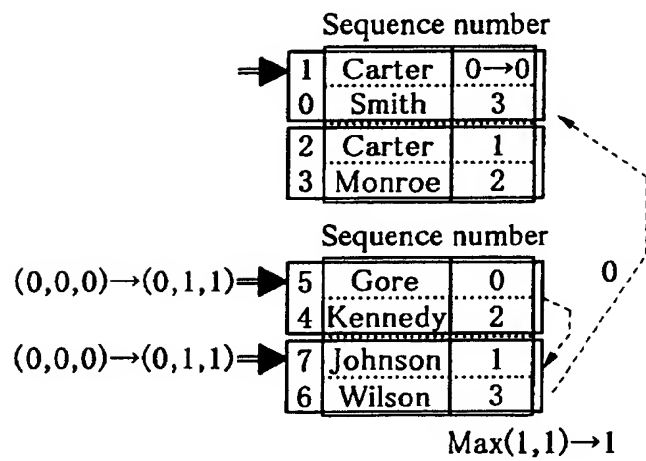 Sequence number
1 Carter 0→0
0 Smith 3
2 Carter 1
3 Monroe 2
Sequence number
0
(0,0,0)→(0,1,1) 5 Gore 0
4 Kennedy 2
(0,0,0)→(0,1,1) 7 Johnson 1
6 Wilson 3
Max(1,1)→1